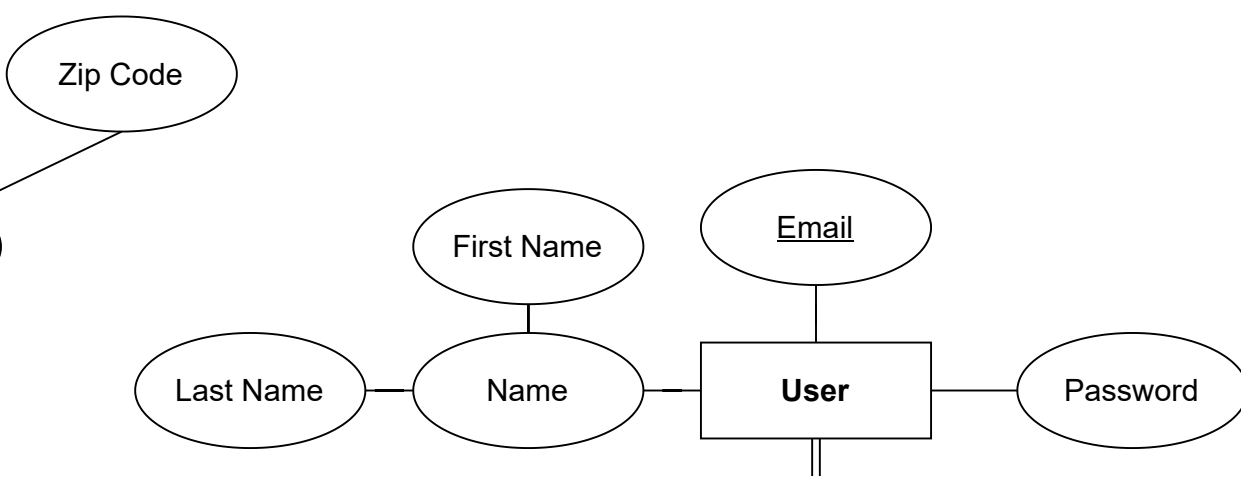 Zip Code
Email
First Name
Last Name
Name
User
Password